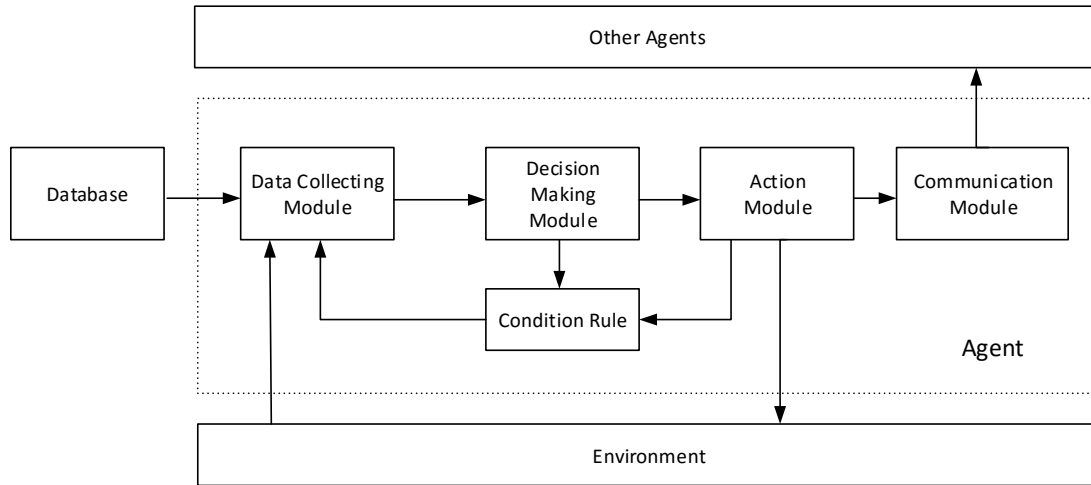 Other Agents
Database
Data Collecting
Module
Decision
Making
Module
Action
Module
Communication
Module
Condition Rule
Agent
Environment